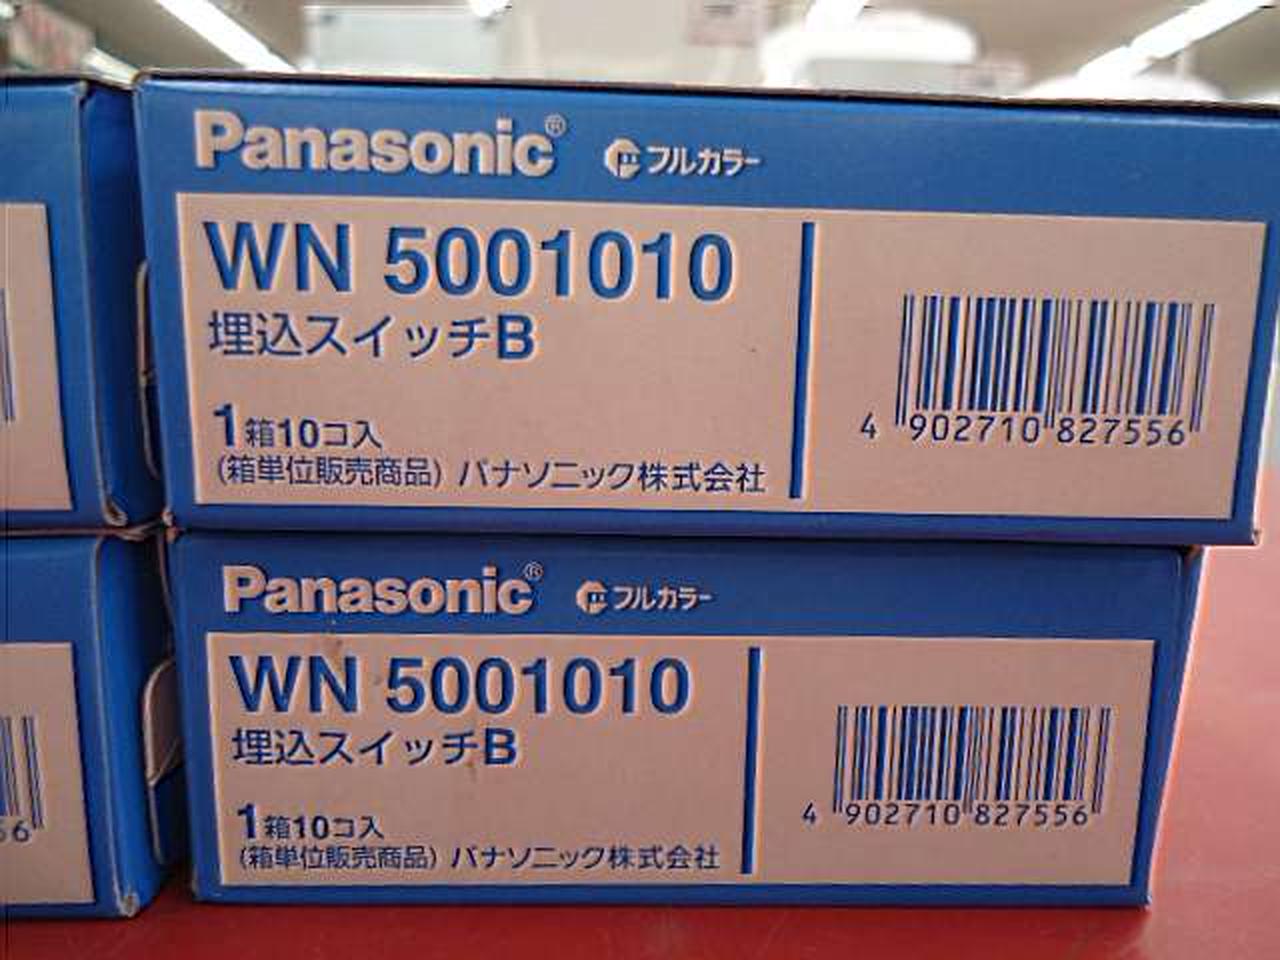 Panasonic®
フルカラー
WN 5001010
埋込スイッチB
1箱10コ入
(箱単位販売商品) パナソニック株式会社
4 902710 827556
Panasonic®
フルカラー
WN 5001010
埋込スイッチB
1箱10コ入
(箱単位販売商品) パナソニック株式会社
4 902710 827556
56